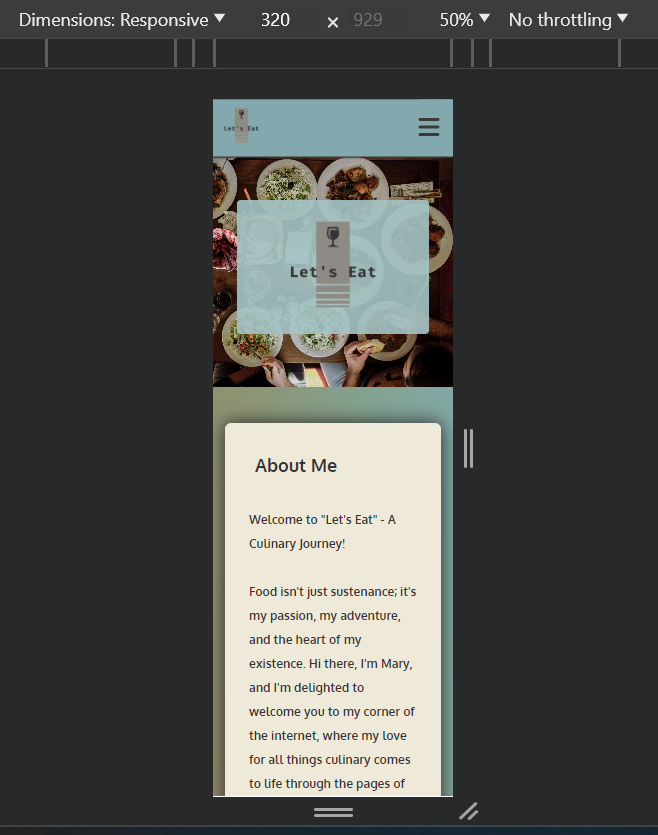 Dimensions: Responsive ▼ 320 × 929 50% ▼ No throttling ▼
Let's Eat
Let's Eat
About Me
Welcome to "Let's Eat" - A
Culinary Journey!
Food isn't just sustenance; it's
my passion, my adventure,
and the heart of my
existence. Hi there, I'm Mary,
and I'm delighted to
welcome you to my corner of
the internet, where my love
for all things culinary comes
to life through the pages of